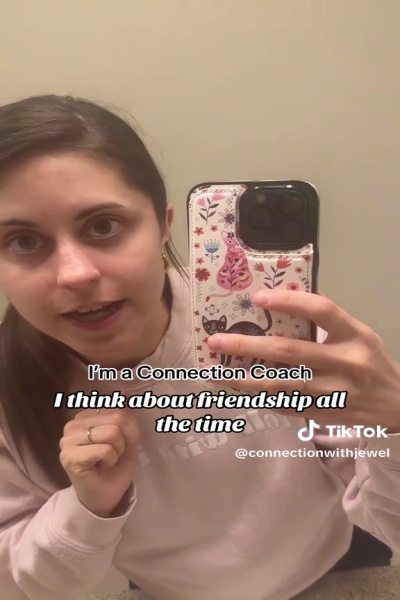 I'm a Connection Coach
I think about friendship all
the time
TikTok
@connectionwithjewel